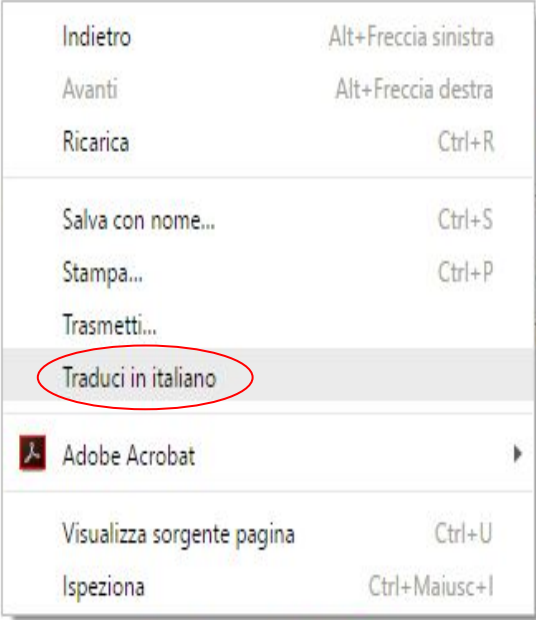 Indietro Alt+Freccia sinistra
Avanti Alt+Freccia destra
Ricarica Ctrl+R
Salva con nome... Ctrl+S
Stampa... Ctrl+P
Trasmetti...
Traduci in italiano
Adobe Acrobat
Visualizza sorgente pagina Ctrl+U
Ispeziona Ctrl+Maiusc+I